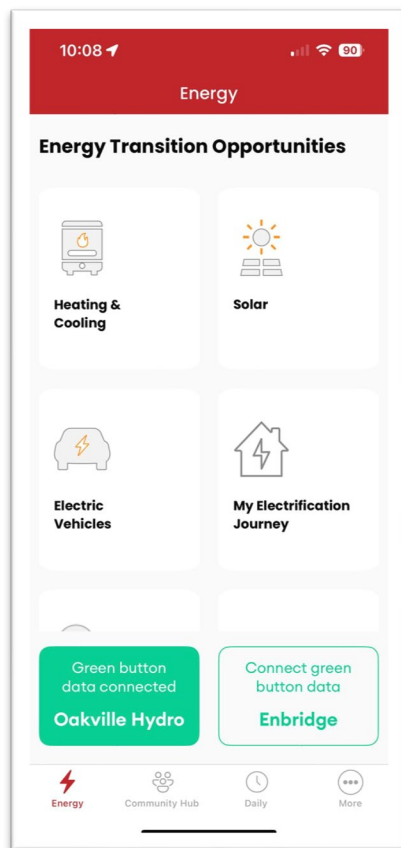 10:08
90
Energy
Energy Transition Opportunities
Heating &
Cooling
Solar
Electric
Vehicles
My Electrification
Journey
Green button
data connected
Oakville Hydro
Connect green
button data
Enbridge
Energy
Community Hub
Daily
More